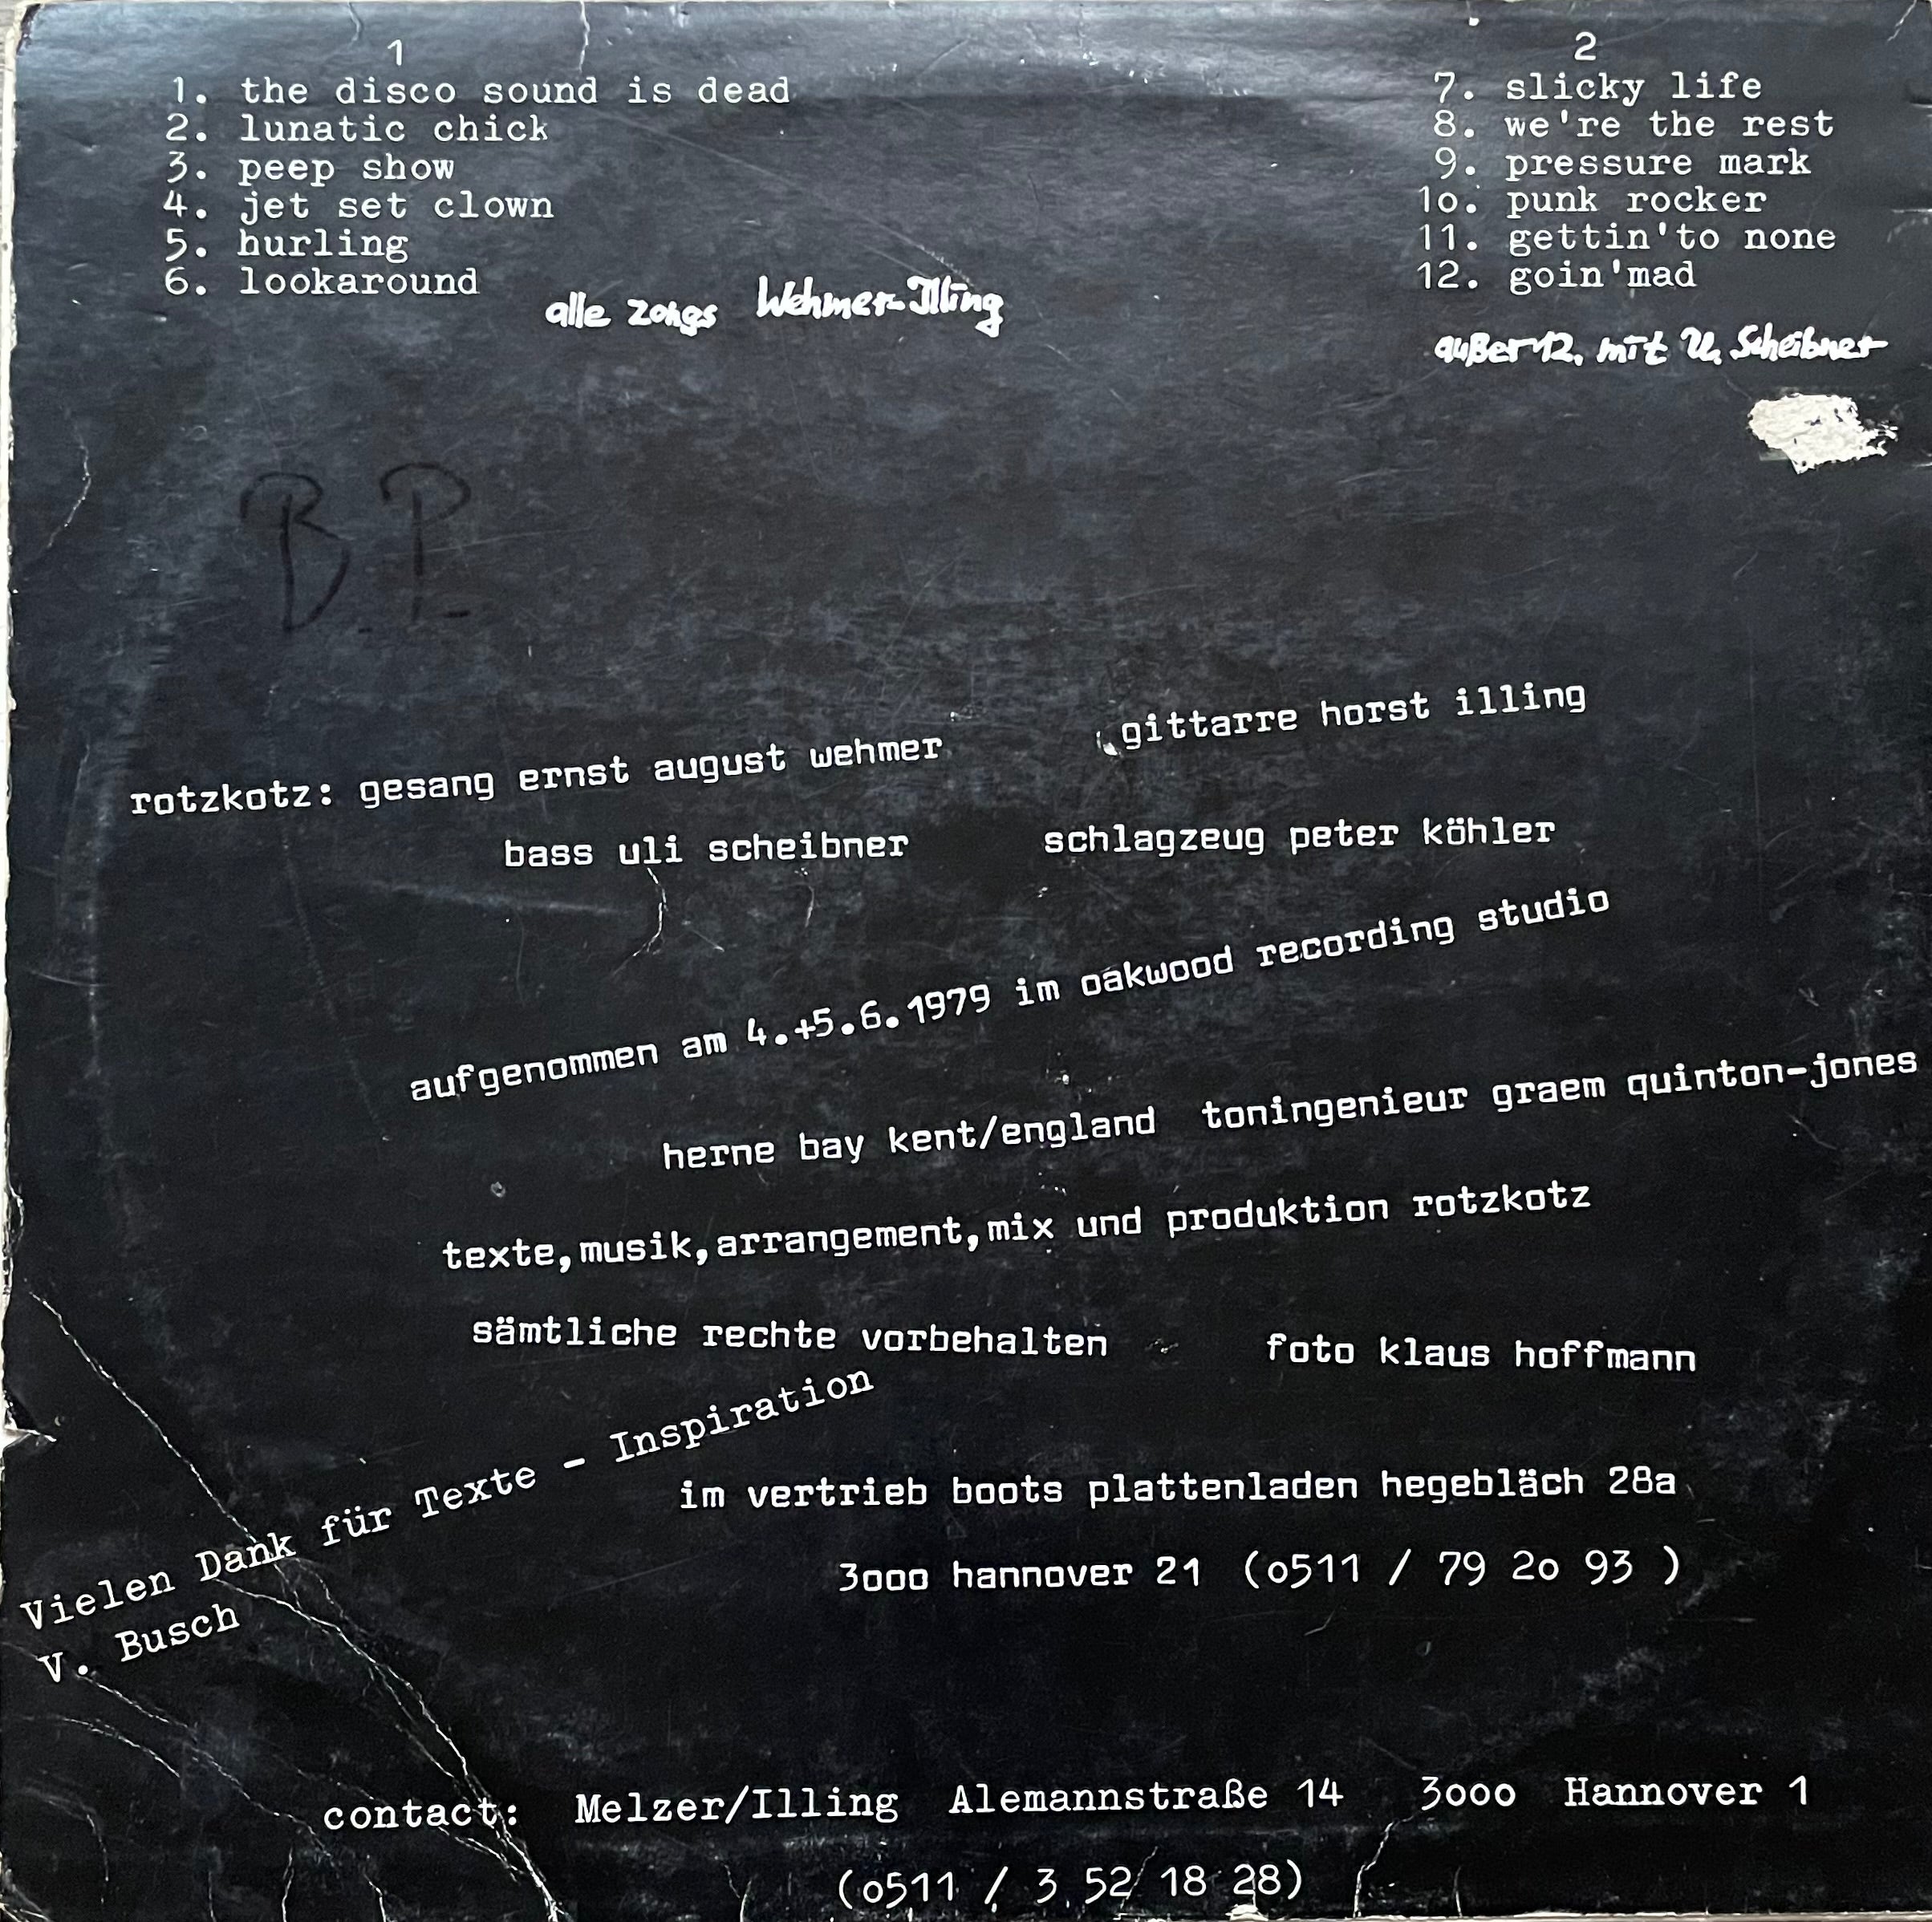 1
1. the disco sound is dead
2. lunatic chick
3. peep show
4. jet set clown
5. hurling
6. lookaround
alle zongs Wehmer-Illing
2
7. slicky life
8. we're the rest
9. pressure mark
1o. punk rocker
11. gettin'to none
12. goin'mad
außer 12. mit U. Scheibner
B.P.
rotzkotz: gesang ernst august wehmer gittarre horst illing
bass uli scheibner schlagzeug peter köhler
aufgenommen am 4.+5.6.1979 im oakwood recording studio
herne bay kent/england toningenieur graem quinton-jones
texte,musik,arrangement,mix und produktion rotzkotz
sämtliche rechte vorbehalten foto klaus hoffmann
Vielen Dank für Texte - Inspiration
V. Busch
im vertrieb boots plattenladen hegebläch 28a
3ooo hannover 21 (o511 / 79 2o 93 )
contact: Melzer/Illing Alemannstraße 14 3ooo Hannover 1
(o511 / 3 52 18 28)